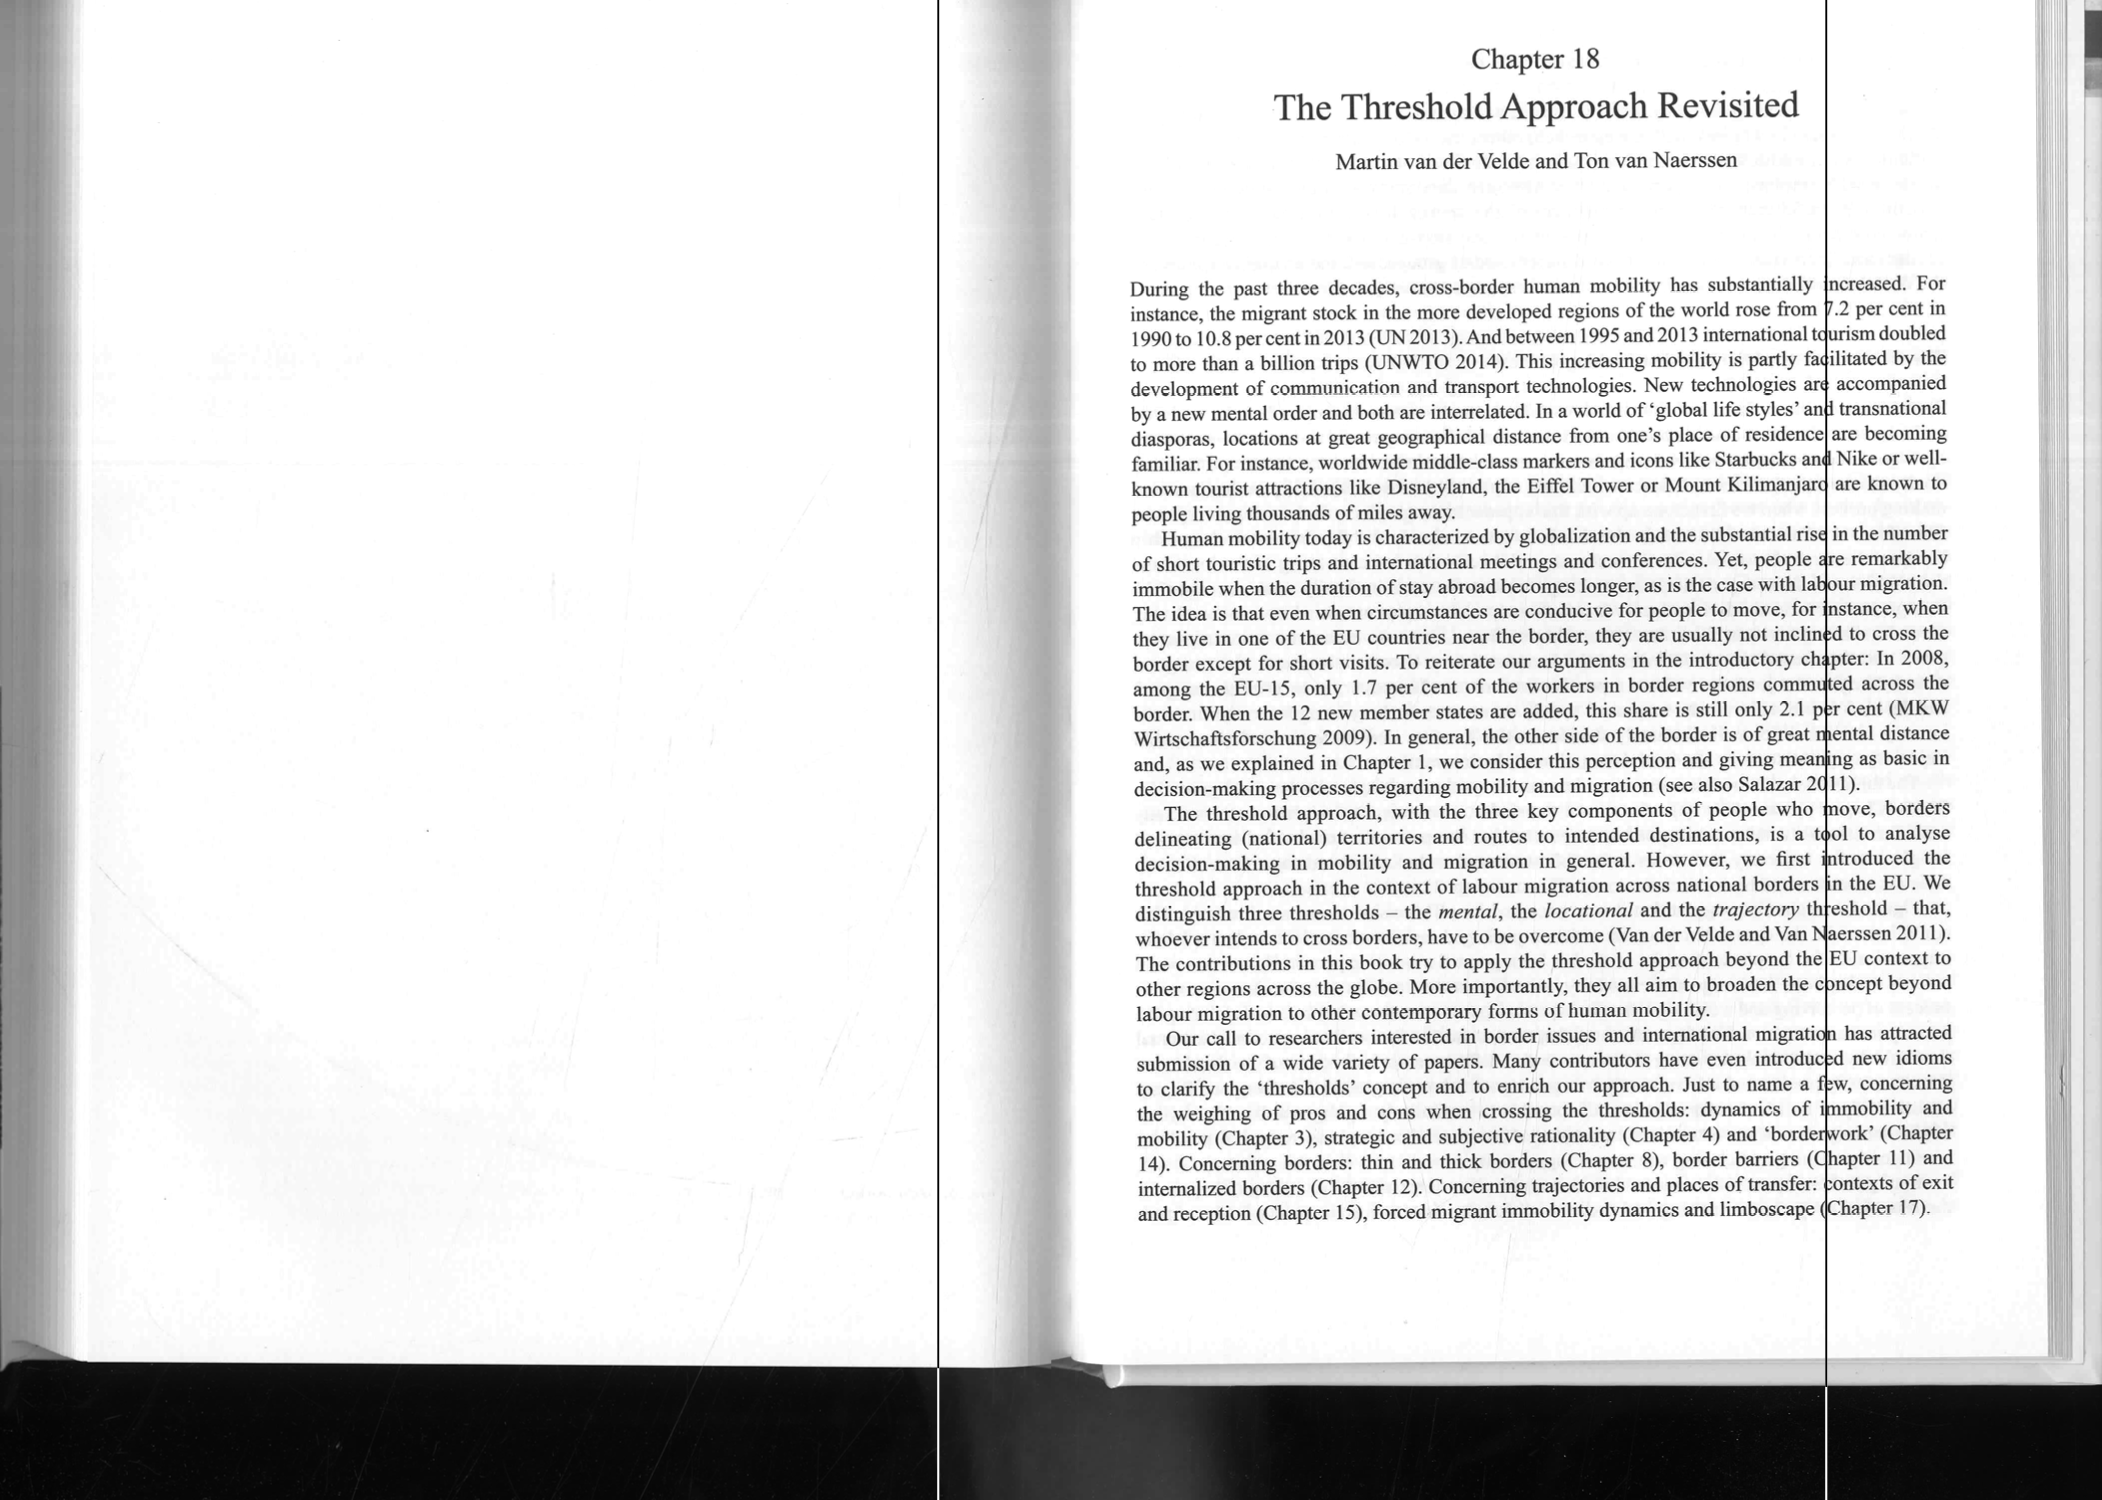 Chapter 18
The Threshold Approach Revisited
Martin van der Velde and Ton van Naerssen
During the past three decades, cross-border human mobility has substantially increased. For
instance, the migrant stock in the more developed regions of the world rose from 7.2 per cent in
1990 to 10.8 per cent in 2013 (UN 2013). And between 1995 and 2013 international tourism doubled
to more than a billion trips (UNWTO 2014). This increasing mobility is partly facilitated by the
development of communication and transport technologies. New technologies are accompanied
by a new mental order and both are interrelated. In a world of ‘global life styles’ and transnational
diasporas, locations at great geographical distance from one’s place of residence are becoming
familiar. For instance, worldwide middle-class markers and icons like Starbucks and Nike or well-
known tourist attractions like Disneyland, the Eiffel Tower or Mount Kilimanjaro are known to
people living thousands of miles away.
Human mobility today is characterized by globalization and the substantial rise in the number
of short touristic trips and international meetings and conferences. Yet, people are remarkably
immobile when the duration of stay abroad becomes longer, as is the case with labour migration.
The idea is that even when circumstances are conducive for people to move, for instance, when
they live in one of the EU countries near the border, they are usually not inclined to cross the
border except for short visits. To reiterate our arguments in the introductory chapter: In 2008,
among the EU-15, only 1.7 per cent of the workers in border regions commuted across the
border. When the 12 new member states are added, this share is still only 2.1 per cent (MKW
Wirtschaftsforschung 2009). In general, the other side of the border is of great mental distance
and, as we explained in Chapter 1, we consider this perception and giving meaning as basic in
decision-making processes regarding mobility and migration (see also Salazar 2011).
The threshold approach, with the three key components of people who move, borders
delineating (national) territories and routes to intended destinations, is a tool to analyse
decision-making in mobility and migration in general. However, we first introduced the
threshold approach in the context of labour migration across national borders in the EU. We
distinguish three thresholds – the mental, the locational and the trajectory threshold – that,
whoever intends to cross borders, have to be overcome (Van der Velde and Van Naerssen 2011).
The contributions in this book try to apply the threshold approach beyond the EU context to
other regions across the globe. More importantly, they all aim to broaden the concept beyond
labour migration to other contemporary forms of human mobility.
Our call to researchers interested in border issues and international migration has attracted
submission of a wide variety of papers. Many contributors have even introduced new idioms
to clarify the ‘thresholds’ concept and to enrich our approach. Just to name a few, concerning
the weighing of pros and cons when crossing the thresholds: dynamics of immobility and
mobility (Chapter 3), strategic and subjective rationality (Chapter 4) and ‘borderwork’ (Chapter
14). Concerning borders: thin and thick borders (Chapter 8), border barriers (Chapter 11) and
internalized borders (Chapter 12). Concerning trajectories and places of transfer: contexts of exit
and reception (Chapter 15), forced migrant immobility dynamics and limboscape (Chapter 17).